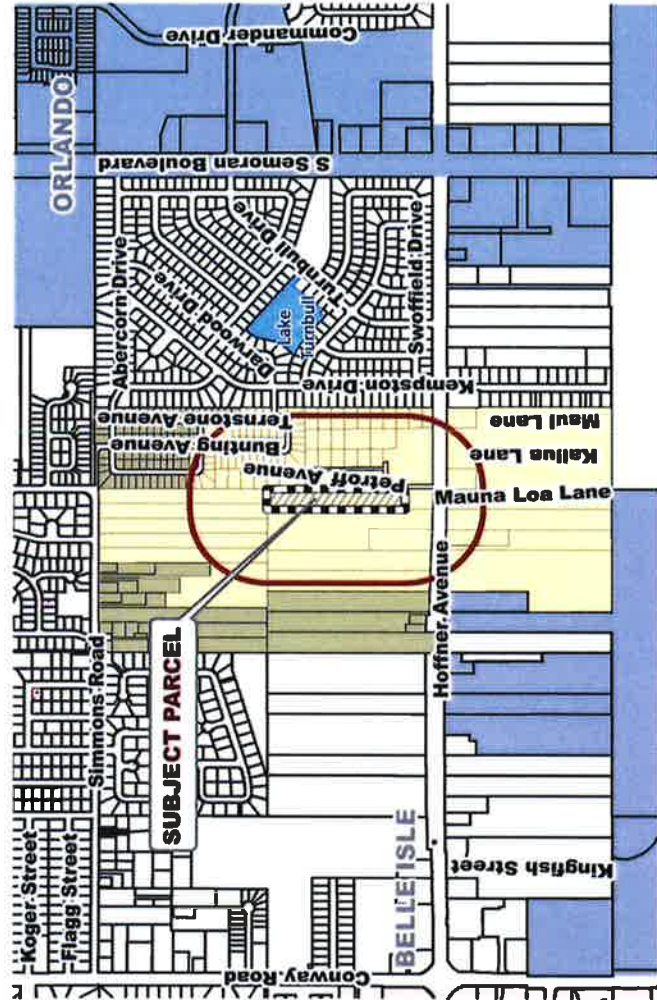 Commander Drive
ORLANDO
S Semoran Boulevard
Abercorn Drive
Turnbull Drive
Darwood Drive
Lake
Turnbull
Swoffield Drive
Kempston Drive
Ternstone Avenue
Bunting Avenue
Petroff Avenue
Maui Lane
Kailua Lane
Mauna Loa Lane
SUBJECT PARCEL
Hoffner Avenue
Simmons Road
Koger Street
Flagg Street
BELLE ISLE
Kingfish Street
Conway Road